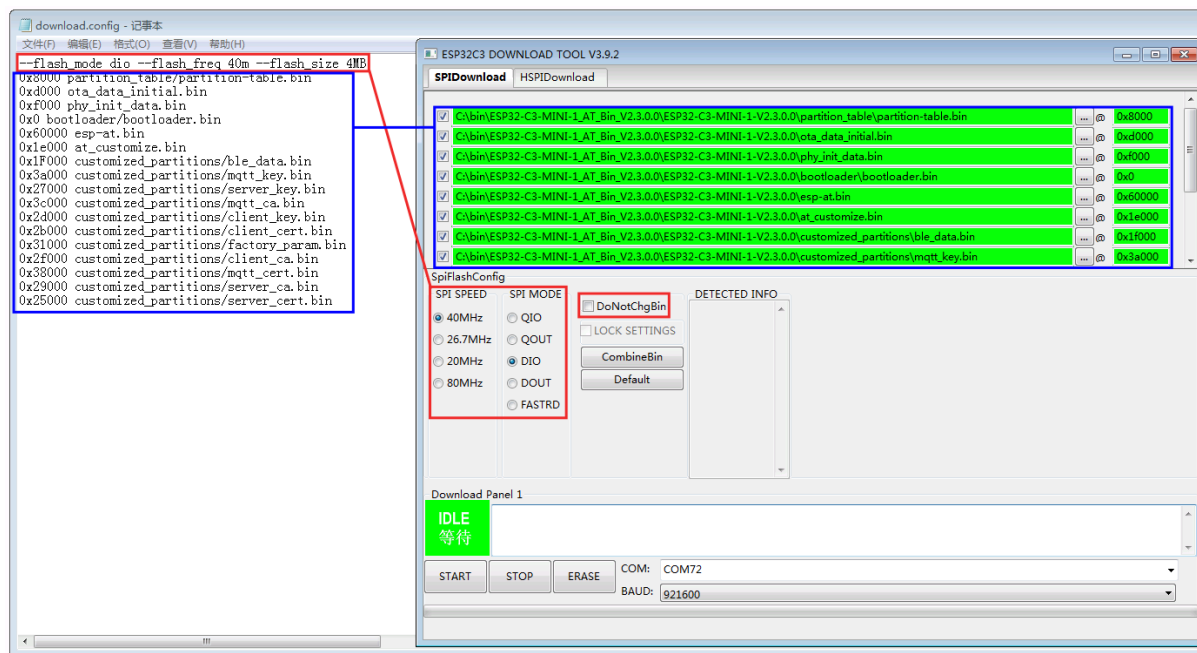 download.config - 记事本
文件(F) 编辑(E) 格式(O) 查看(V) 帮助(H)
--flash_mode dio --flash_freq 40m --flash_size 4MB
0x8000 partition_table/partition-table.bin
0xd000 ota_data_initial.bin
0xf000 phy_init_data.bin
0x0 bootloader/bootloader.bin
0x60000 esp-at.bin
0x1e000 at_customize.bin
0x1F000 customized_partitions/ble_data.bin
0x3a000 customized_partitions/mqtt_key.bin
0x27000 customized_partitions/server_key.bin
0x3c000 customized_partitions/mqtt_ca.bin
0x2d000 customized_partitions/client_key.bin
0x2b000 customized_partitions/client_cert.bin
0x31000 customized_partitions/factory_param.bin
0x2f000 customized_partitions/client_ca.bin
0x38000 customized_partitions/mqtt_cert.bin
0x29000 customized_partitions/server_ca.bin
0x25000 customized_partitions/server_cert.bin
ESP32C3 DOWNLOAD TOOL V3.9.2
SPIDownload HSPIDownload
C:\bin\ESP32-C3-MINI-1_AT_Bin_V2.3.0.0\ESP32-C3-MINI-1-V2.3.0.0\partition_table\partition-table.bin ... @ 0x8000
C:\bin\ESP32-C3-MINI-1_AT_Bin_V2.3.0.0\ESP32-C3-MINI-1-V2.3.0.0\ota_data_initial.bin ... @ 0xd000
C:\bin\ESP32-C3-MINI-1_AT_Bin_V2.3.0.0\ESP32-C3-MINI-1-V2.3.0.0\phy_init_data.bin ... @ 0xf000
C:\bin\ESP32-C3-MINI-1_AT_Bin_V2.3.0.0\ESP32-C3-MINI-1-V2.3.0.0\bootloader\bootloader.bin ... @ 0x0
C:\bin\ESP32-C3-MINI-1_AT_Bin_V2.3.0.0\ESP32-C3-MINI-1-V2.3.0.0\esp-at.bin ... @ 0x60000
C:\bin\ESP32-C3-MINI-1_AT_Bin_V2.3.0.0\ESP32-C3-MINI-1-V2.3.0.0\at_customize.bin ... @ 0x1e000
C:\bin\ESP32-C3-MINI-1_AT_Bin_V2.3.0.0\ESP32-C3-MINI-1-V2.3.0.0\customized_partitions\ble_data.bin ... @ 0x1f000
C:\bin\ESP32-C3-MINI-1_AT_Bin_V2.3.0.0\ESP32-C3-MINI-1-V2.3.0.0\customized_partitions\mqtt_key.bin ... @ 0x3a000
SpiFlashConfig
SPI SPEED SPI MODE DETECTED INFO
DoNotChgBin
40MHz QIO
LOCK SETTINGS
26.7MHz QOUT
CombineBin
20MHz DIO
Default
80MHz DOUT
FASTRD
Download Panel 1
IDLE
等待
START STOP ERASE
COM: COM72
BAUD: 921600